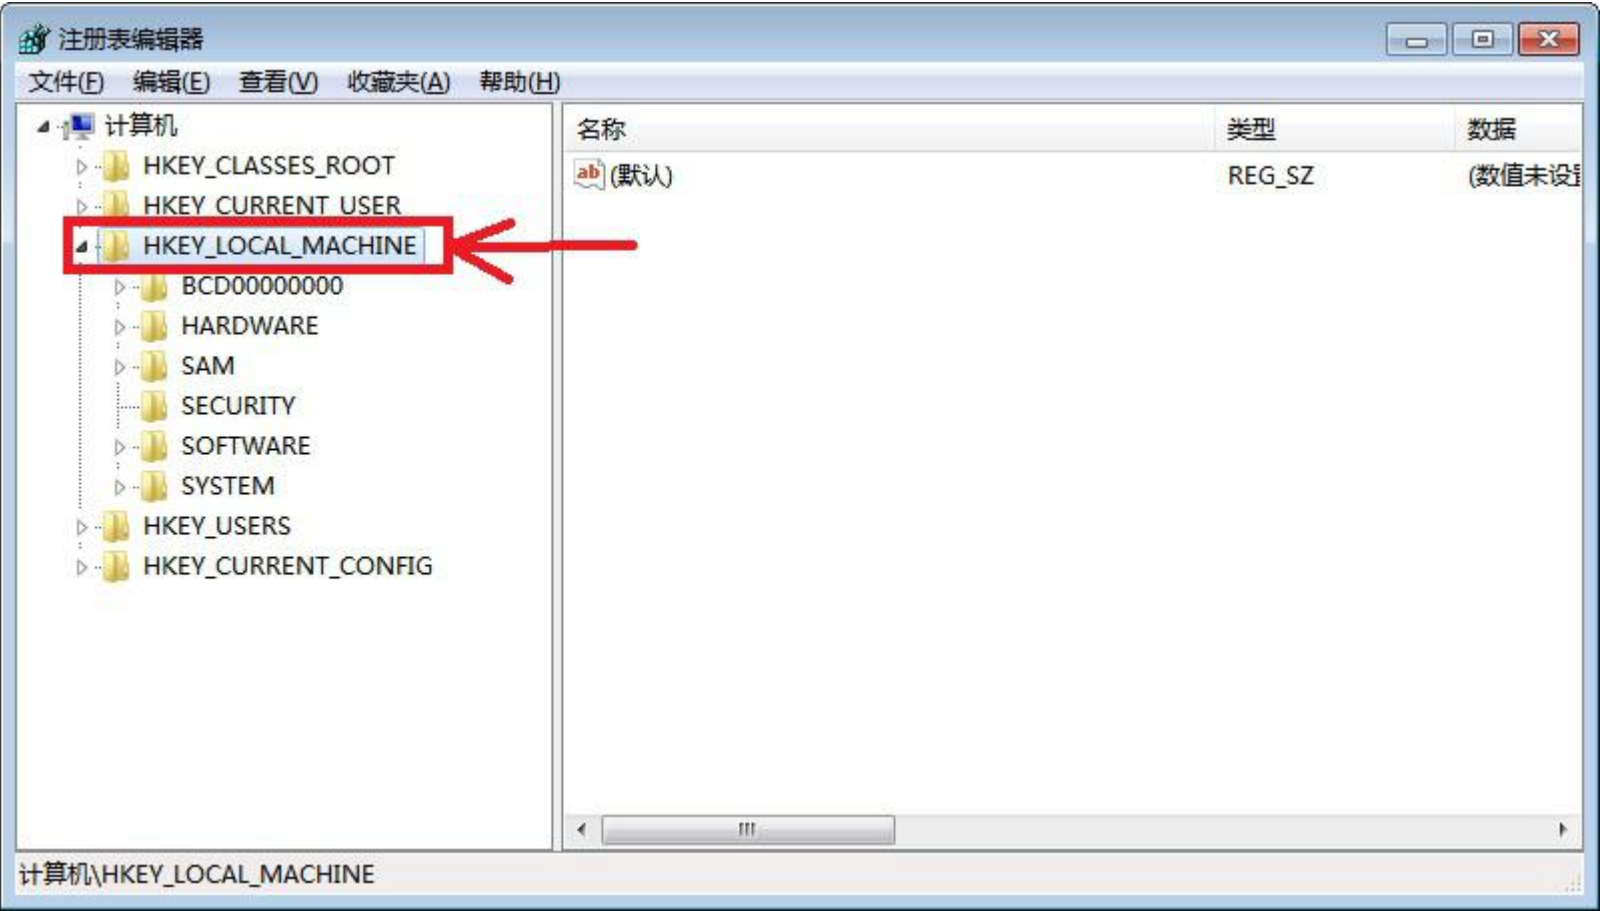 注册表编辑器
文件(F) 编辑(E) 查看(V) 收藏夹(A) 帮助(H)
计算机
HKEY_CLASSES_ROOT
HKEY_CURRENT_USER
HKEY_LOCAL_MACHINE
BCD00000000
HARDWARE
SAM
SECURITY
SOFTWARE
SYSTEM
HKEY_USERS
HKEY_CURRENT_CONFIG
名称 类型 数据
ab (默认) REG_SZ (数值未设
计算机\HKEY_LOCAL_MACHINE